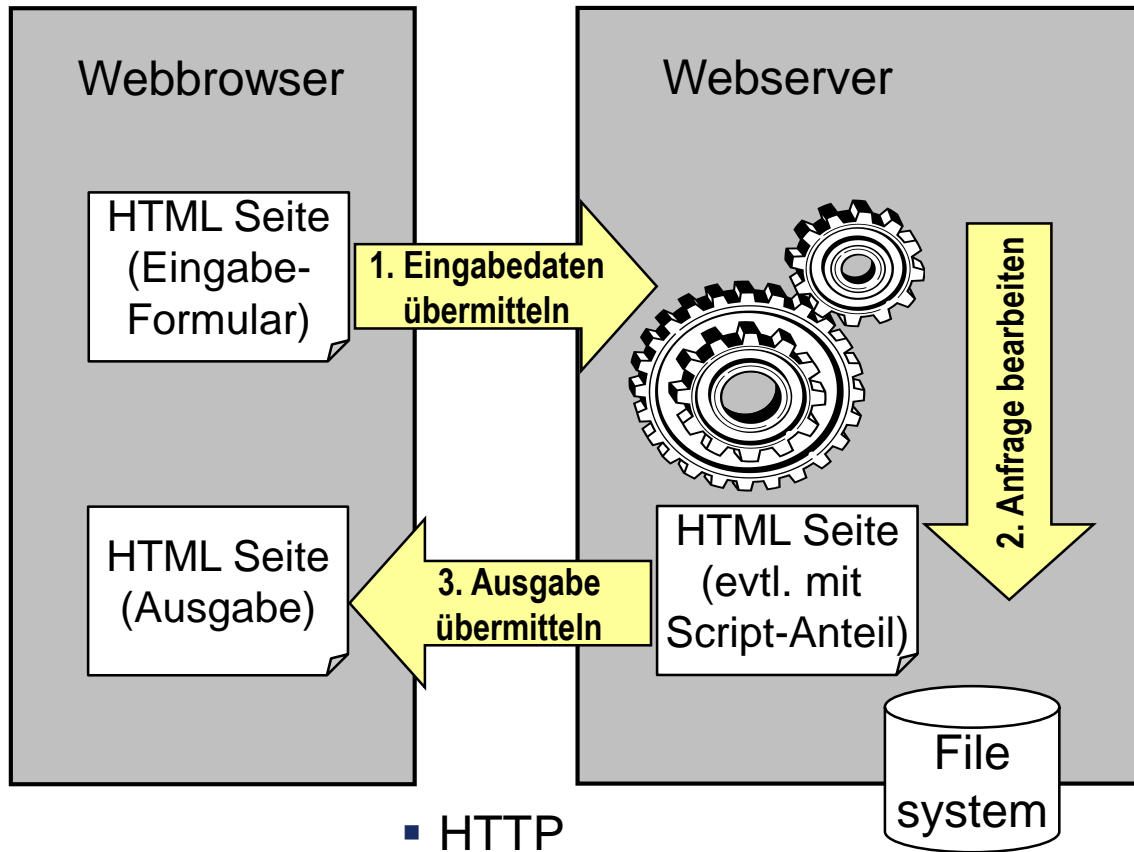 Webbrowser
Webserver
HTML Seite
(Eingabe-
Formular)
1. Eingabedaten
übermitteln
2. Anfrage bearbeiten
HTML Seite
(Ausgabe)
3. Ausgabe
übermitteln
HTML Seite
(evtl. mit
Script-Anteil)
File
system
▪ HTTP